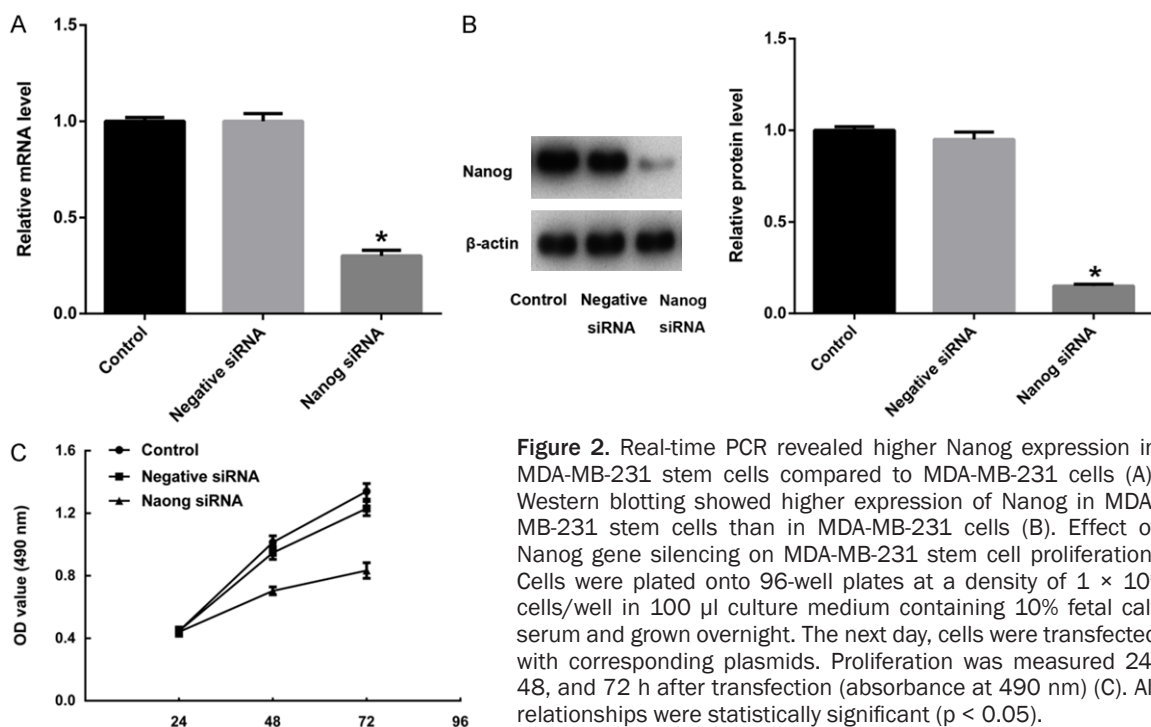 A
Relative mRNA level
1.5
1.0
0.5
0.0
*
Control
Negative siRNA
Nanog siRNA
B
Nanog
β-actin
Control Negative Nanog
siRNA siRNA
Relative protein level
1.5
1.0
0.5
0.0
*
Control
Negative siRNA
Nanog siRNA
C
OD value (490 nm)
1.6
1.2
0.8
0.4
0.0
Control
Negative siRNA
Naong siRNA
24 48 72 96
Figure 2. Real-time PCR revealed higher Nanog expression in
MDA-MB-231 stem cells compared to MDA-MB-231 cells (A)
Western blotting showed higher expression of Nanog in MDA
MB-231 stem cells than in MDA-MB-231 cells (B). Effect o
Nanog gene silencing on MDA-MB-231 stem cell proliferation
Cells were plated onto 96-well plates at a density of 1 × 10
cells/well in 100 µl culture medium containing 10% fetal cal
serum and grown overnight. The next day, cells were transfected
with corresponding plasmids. Proliferation was measured 24
48, and 72 h after transfection (absorbance at 490 nm) (C). Al
relationships were statistically significant (p < 0.05).